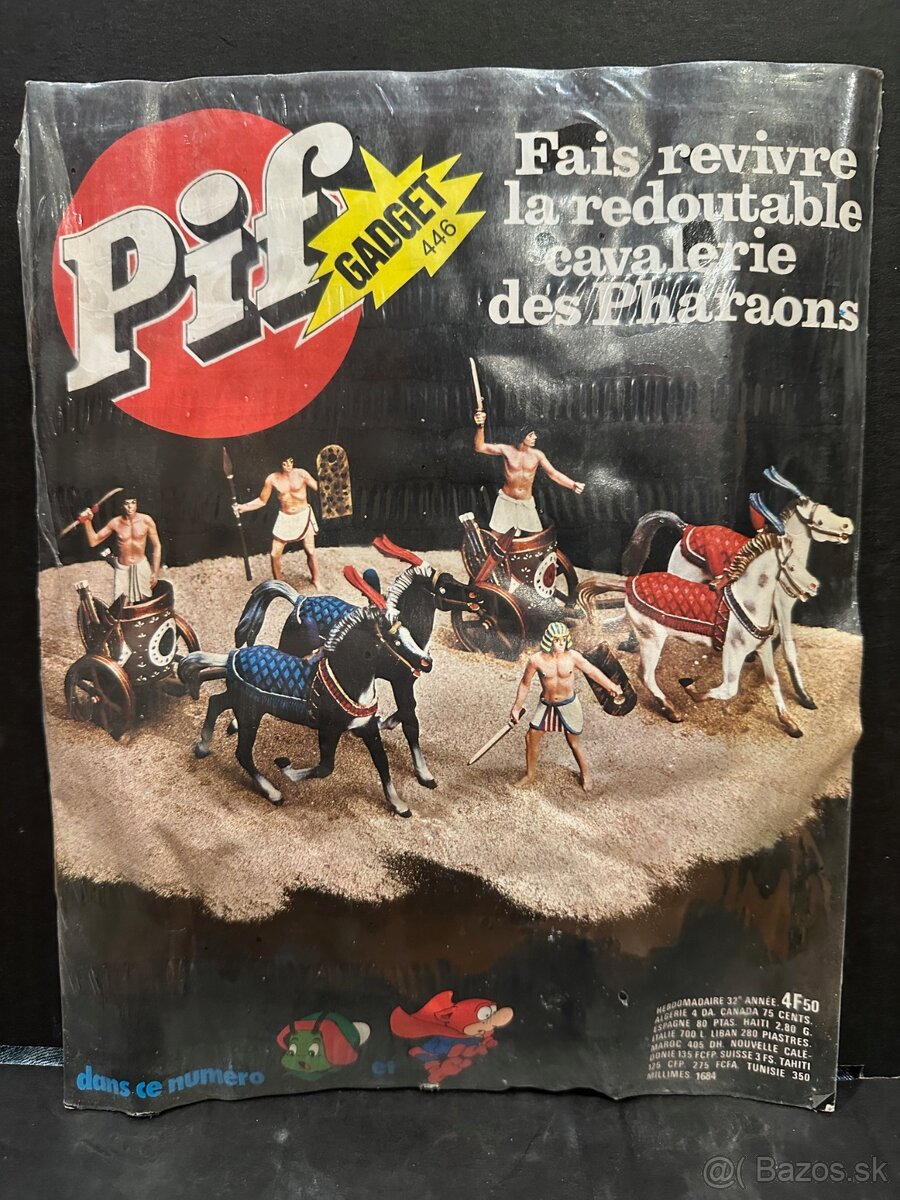 Pif
GADGET
446
Fais revivre
la redoutable
cavalerie
des Pharaons
HEBDOMADAIRE 32e ANNÉE. 4F50
ALGERIE 4 DA. CANADA 75 CENTS.
ESPAGNE 80 PTAS. HAITI 2,80 G.
ITALIE 700 L. LIBAN 280 PIASTRES.
MAROC 405 DH. NOUVELLE CALE-
DONIE 135 FCFP. SUISSE 3 FS. TAHITI
125 CFP. 275 FCFA. TUNISIE 350
MILLIMES 1684
dans ce numéro et
@( Bazos.sk